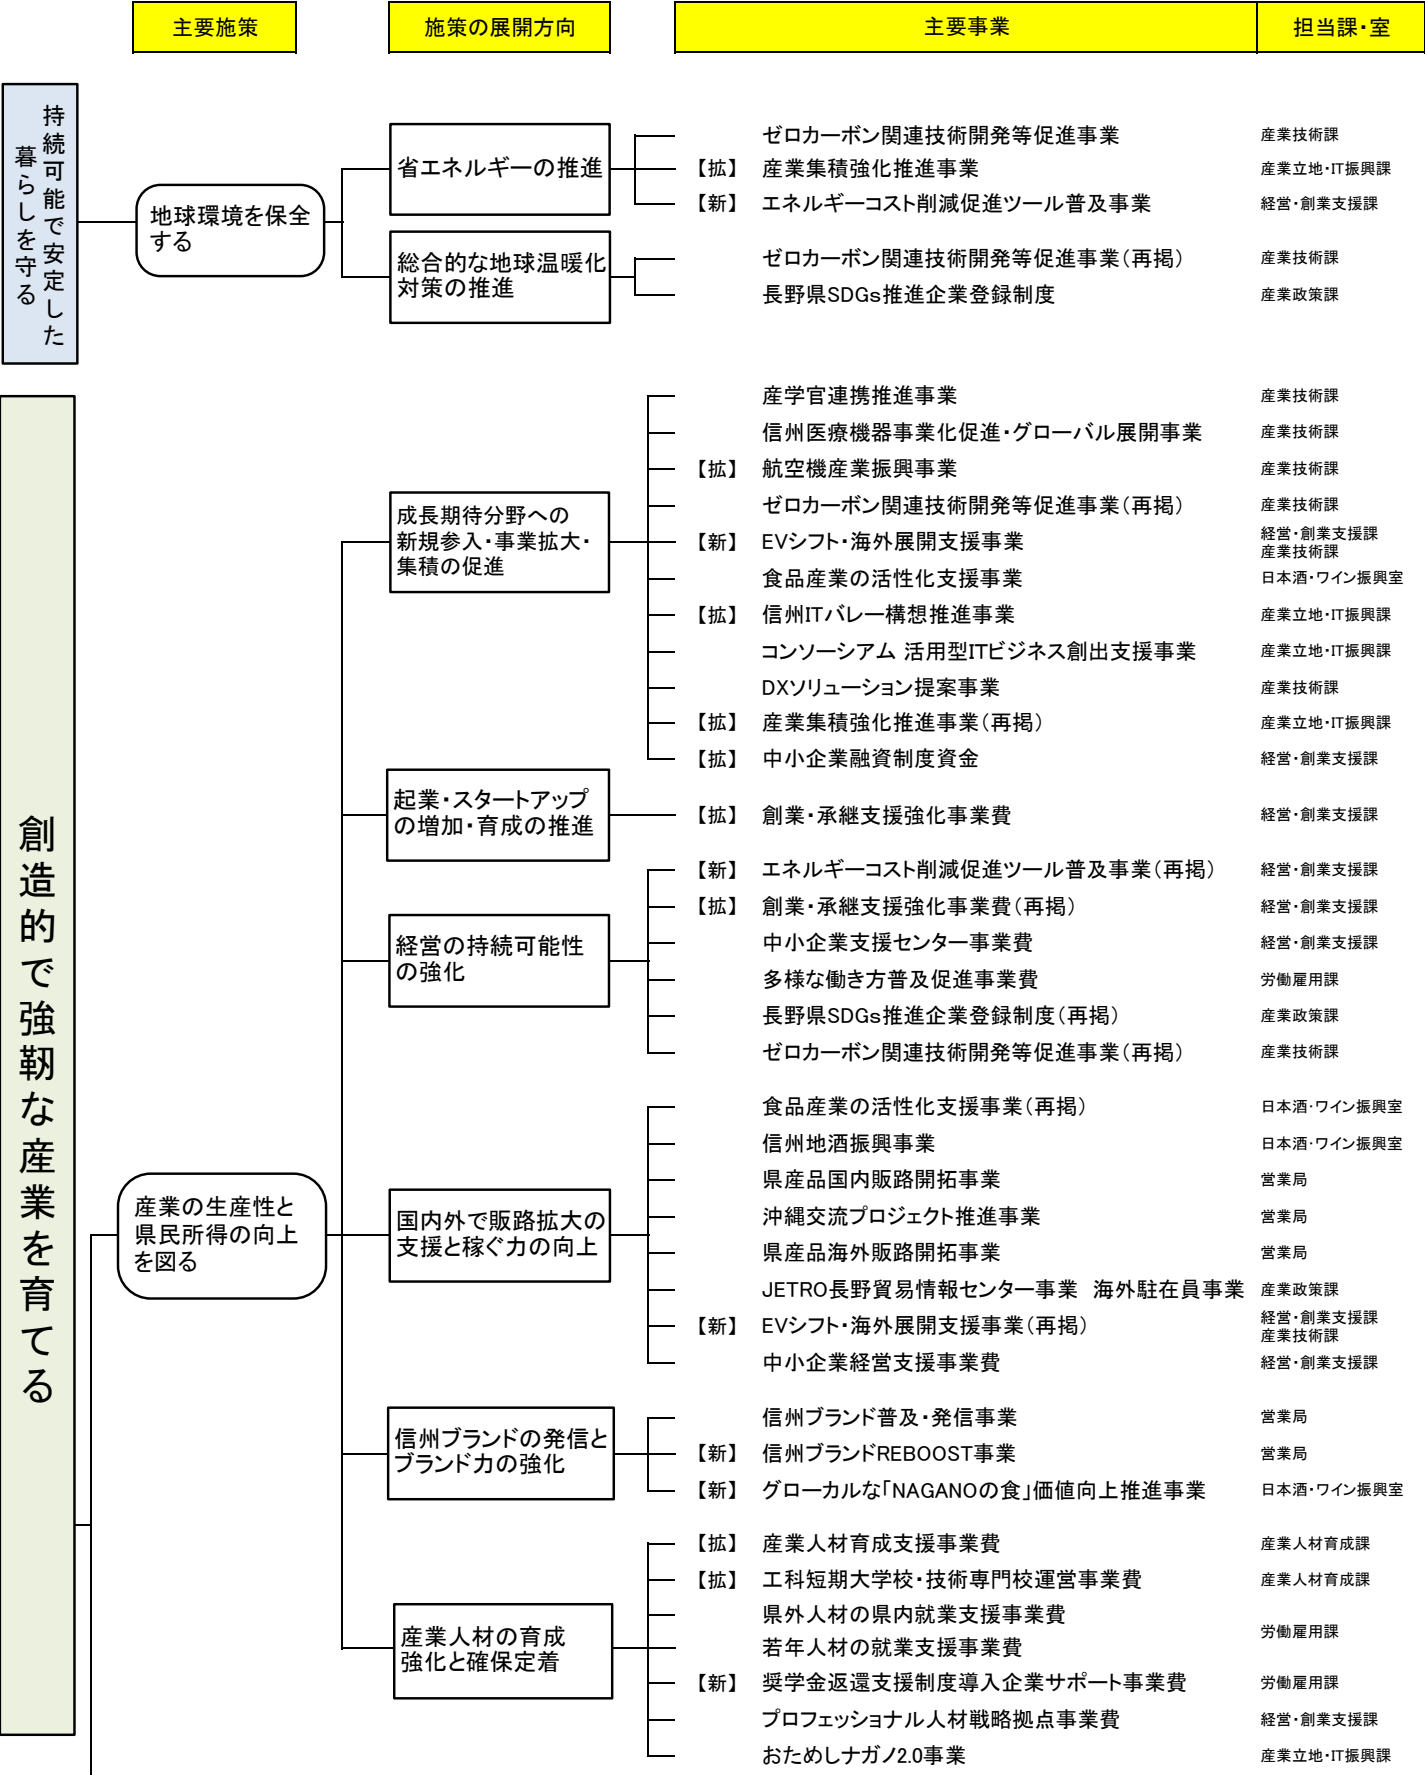 主要施策
施策の展開方向
主要事業
担当課・室
持続可能で安定した
暮らしを守る
地球環境を保全
する
省エネルギーの推進
ゼロカーボン関連技術開発等促進事業 産業技術課
【拡】 産業集積強化推進事業 産業立地・IT振興課
【新】 エネルギーコスト削減促進ツール普及事業 経営・創業支援課
総合的な地球温暖化
対策の推進
ゼロカーボン関連技術開発等促進事業(再掲) 産業技術課
長野県SDGs推進企業登録制度 産業政策課
創造的で強靭な産業を育てる
産業の生産性と
県民所得の向上
を図る
成長期待分野への
新規参入・事業拡大・
集積の促進
産学官連携推進事業 産業技術課
信州医療機器事業化促進・グローバル展開事業 産業技術課
【拡】 航空機産業振興事業 産業技術課
ゼロカーボン関連技術開発等促進事業(再掲) 産業技術課
【新】 EVシフト・海外展開支援事業 経営・創業支援課
産業技術課
食品産業の活性化支援事業 日本酒・ワイン振興室
【拡】 信州ITバレー構想推進事業 産業立地・IT振興課
コンソーシアム 活用型ITビジネス創出支援事業 産業立地・IT振興課
DXソリューション提案事業 産業技術課
【拡】 産業集積強化推進事業(再掲) 産業立地・IT振興課
【拡】 中小企業融資制度資金 経営・創業支援課
起業・スタートアップ
の増加・育成の推進
【拡】 創業・承継支援強化事業費 経営・創業支援課
経営の持続可能性
の強化
【新】 エネルギーコスト削減促進ツール普及事業(再掲) 経営・創業支援課
【拡】 創業・承継支援強化事業費(再掲) 経営・創業支援課
中小企業支援センター事業費 経営・創業支援課
多様な働き方普及促進事業費 労働雇用課
長野県SDGs推進企業登録制度(再掲) 産業政策課
ゼロカーボン関連技術開発等促進事業(再掲) 産業技術課
国内外で販路拡大の
支援と稼ぐ力の向上
食品産業の活性化支援事業(再掲) 日本酒・ワイン振興室
信州地酒振興事業 日本酒・ワイン振興室
県産品国内販路開拓事業 営業局
沖縄交流プロジェクト推進事業 営業局
県産品海外販路開拓事業 営業局
JETRO長野貿易情報センター事業 海外駐在員事業 産業政策課
【新】 EVシフト・海外展開支援事業(再掲) 経営・創業支援課
産業技術課
中小企業経営支援事業費 経営・創業支援課
信州ブランドの発信と
ブランド力の強化
信州ブランド普及・発信事業 営業局
【新】 信州ブランドREBOOST事業 営業局
【新】 グローカルな「NAGANOの食」価値向上推進事業 日本酒・ワイン振興室
産業人材の育成
強化と確保定着
【拡】 産業人材育成支援事業費 産業人材育成課
【拡】 工科短期大学校・技術専門校運営事業費 産業人材育成課
県外人材の県内就業支援事業費
労働雇用課
若年人材の就業支援事業費
【新】 奨学金返還支援制度導入企業サポート事業費 労働雇用課
プロフェッショナル人材戦略拠点事業費 経営・創業支援課
おためしナガノ2.0事業 産業立地・IT振興課